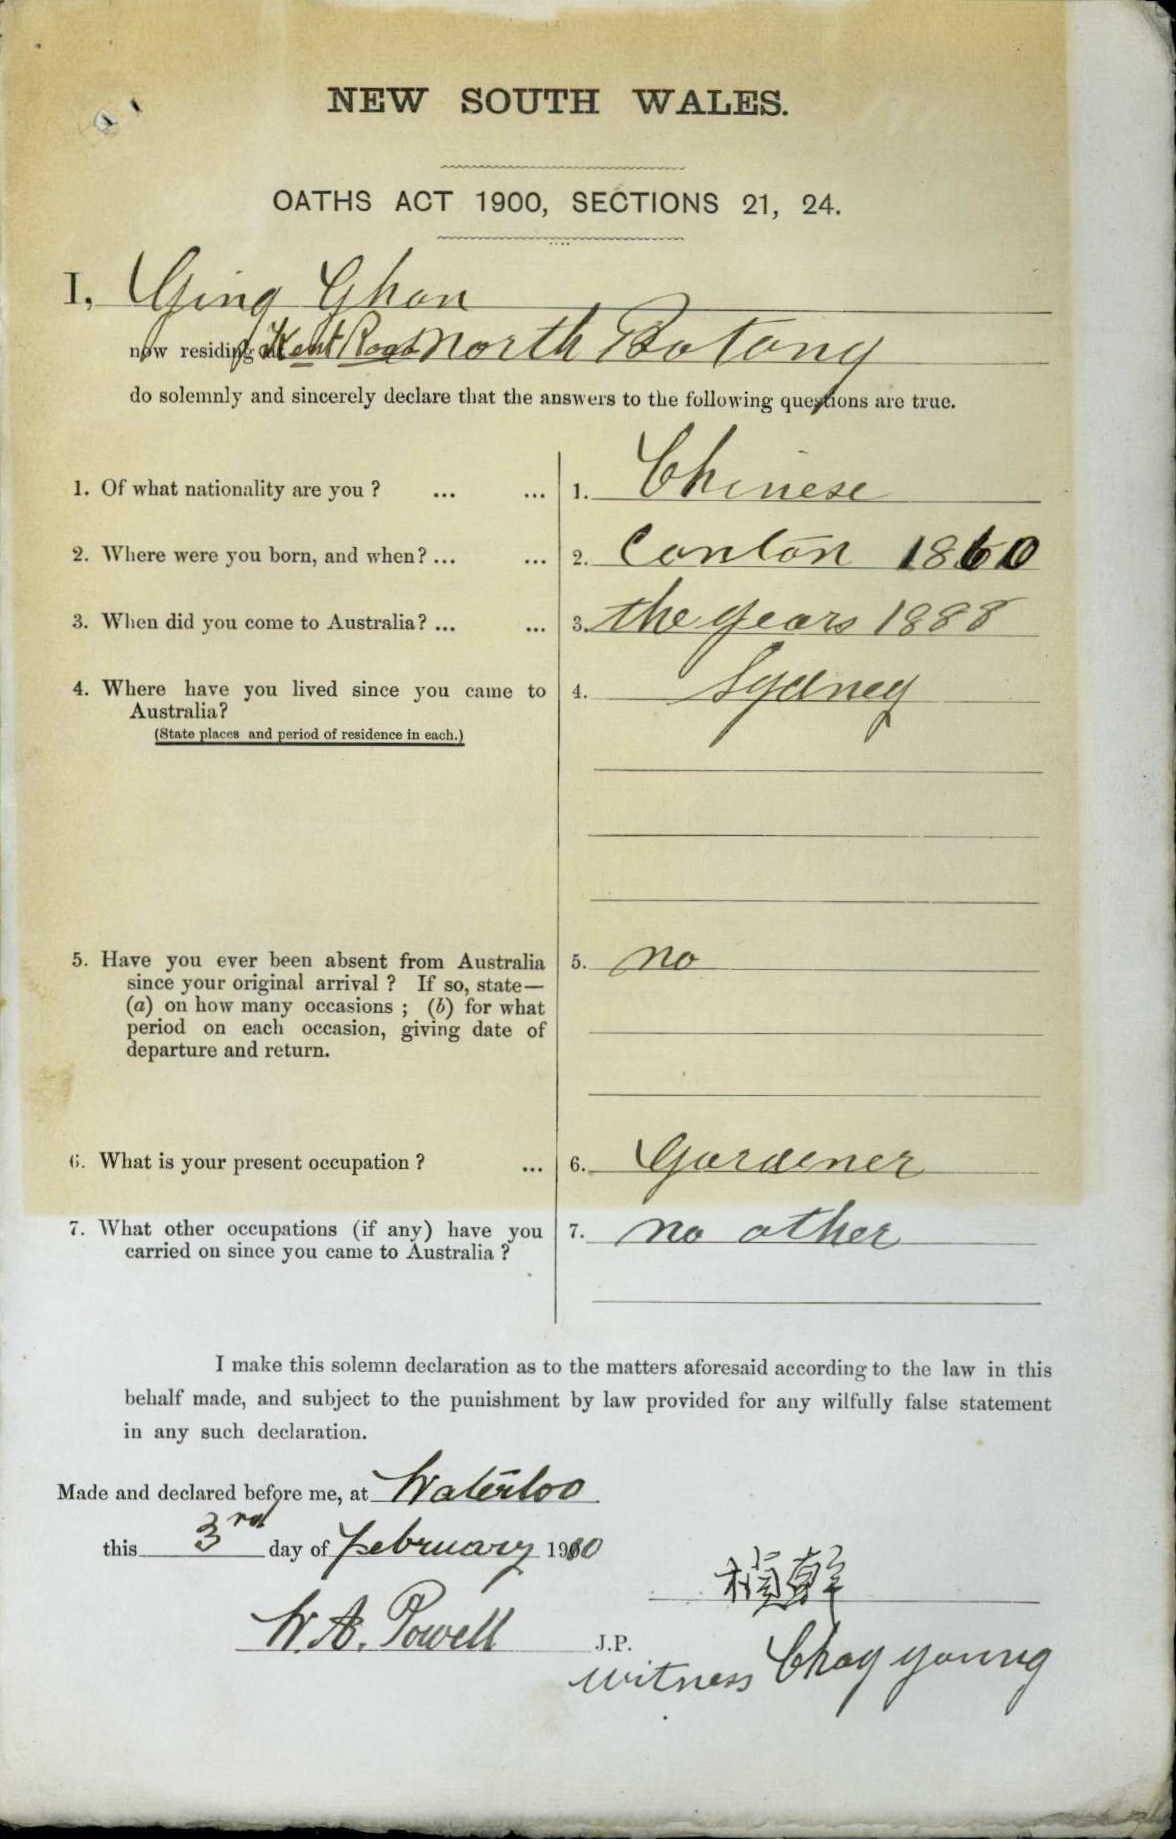 NEW SOUTH WALES.
OATHS ACT 1900, SECTIONS 21, 24.
I, Ging Ghon
now residing at Kent Road North Botany
do solemnly and sincerely declare that the answers to the following questions are true.
1. Of what nationality are you ? ... ... 1. Chinese
2. Where were you born, and when? ... ... 2. Canton 1860
3. When did you come to Australia? ... ... 3. the years 1888
4. Where have you lived since you came to 4. Sydney
Australia?
(State places and period of residence in each.)
5. Have you ever been absent from Australia 5. no
since your original arrival ? If so, state—
(a) on how many occasions ; (b) for what
period on each occasion, giving date of
departure and return.
6. What is your present occupation ? ... 6. Gardener
7. What other occupations (if any) have you 7. no other
carried on since you came to Australia ?
I make this solemn declaration as to the matters aforesaid according to the law in this
behalf made, and subject to the punishment by law provided for any wilfully false statement
in any such declaration.
Made and declared before me, at Waterloo
this 3rd day of February 1910
W. A. Powell J.P.
witness Chay young